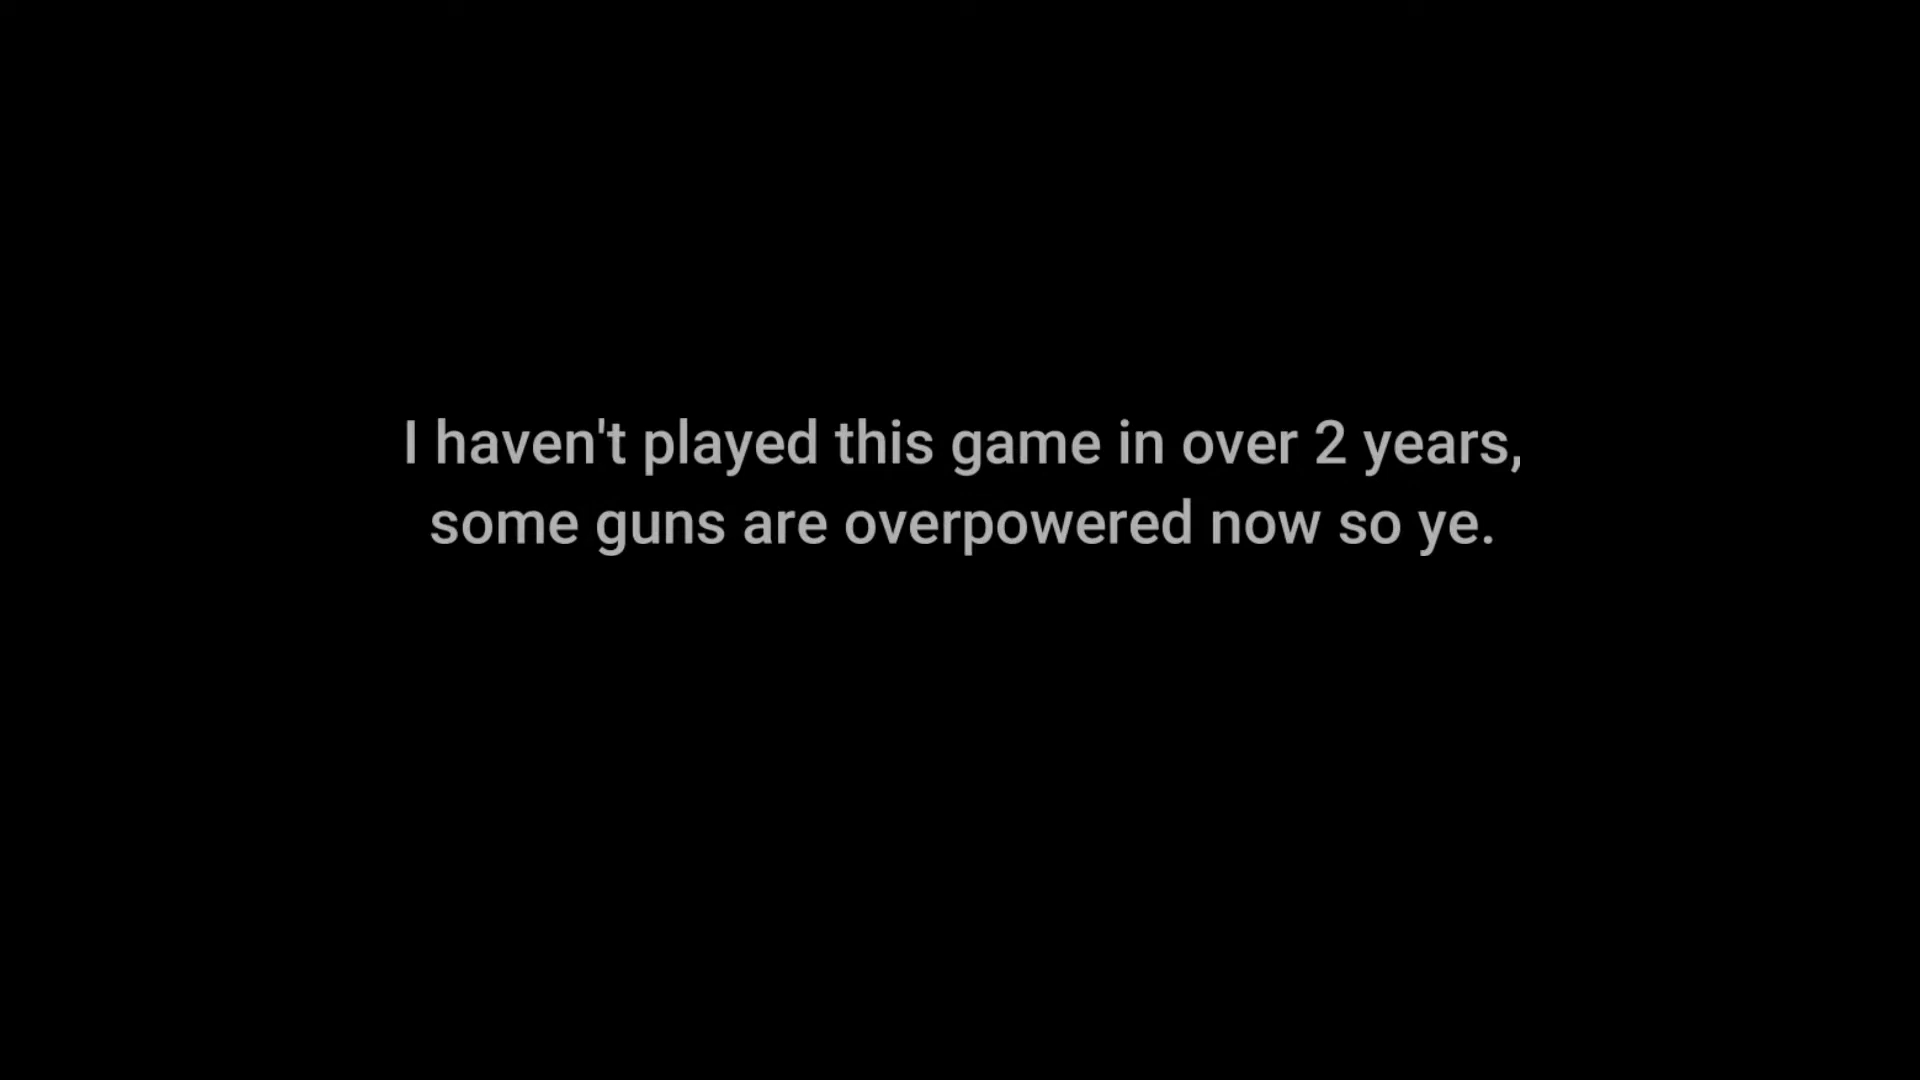 I haven't played this game in over 2 years,
some guns are overpowered now so ye.